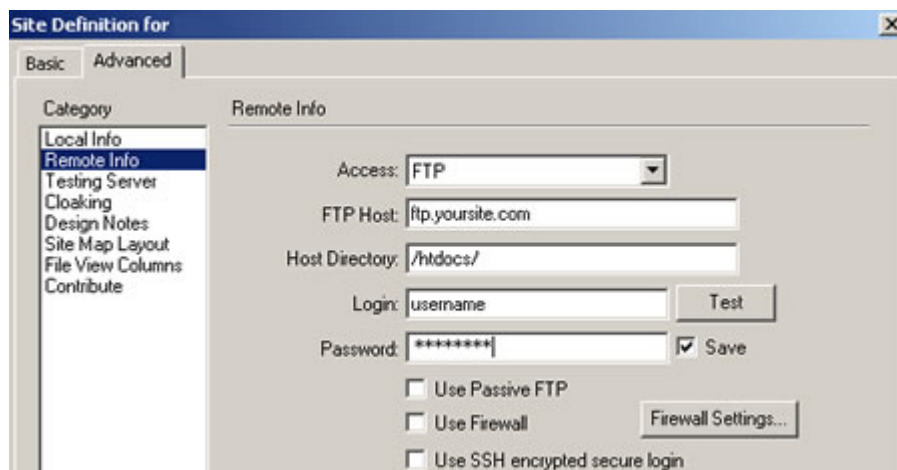 Site Definition for
Basic Advanced
Category
Local Info
Remote Info
Testing Server
Cloaking
Design Notes
Site Map Layout
File View Columns
Contribute
Remote Info
Access: FTP
FTP Host: ftp.yoursite.com
Host Directory: /htdocs/
Login: username Test
Password: ******** Save
Use Passive FTP
Use Firewall Firewall Settings...
Use SSH encrypted secure login